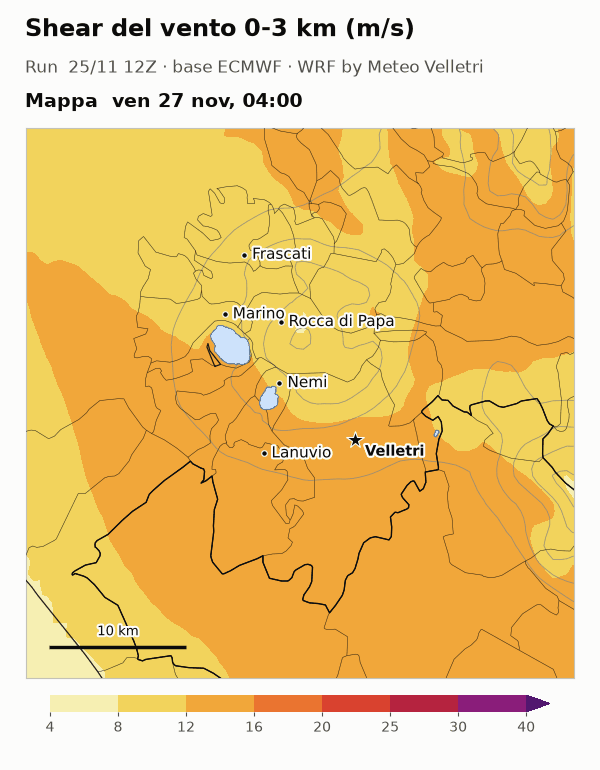 Shear del vento 0-3 km (m/s)
Run 25/11 12Z · base ECMWF · WRF by Meteo Velletri
Mappa ven 27 nov, 04:00
Frascati
Marino
Rocca di Papa
Nemi
Velletri
Lanuvio
10 km
4 8 12 16 20 25 30 40